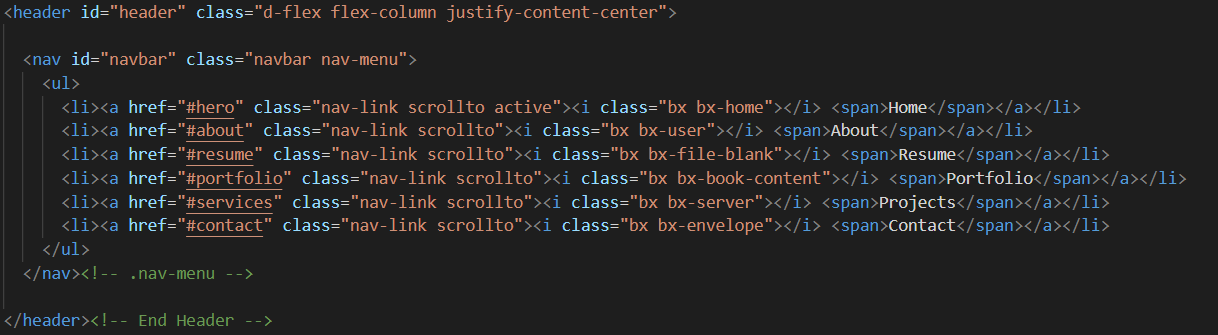 <header id="header" class="d-flex flex-column justify-content-center">
<nav id="navbar" class="navbar nav-menu">
<ul>
<li><a href="#hero" class="nav-link scrollto active"><i class="bx bx-home"></i> <span>Home</span></a></li>
<li><a href="#about" class="nav-link scrollto"><i class="bx bx-user"></i> <span>About</span></a></li>
<li><a href="#resume" class="nav-link scrollto"><i class="bx bx-file-blank"></i> <span>Resume</span></a></li>
<li><a href="#portfolio" class="nav-link scrollto"><i class="bx bx-book-content"></i> <span>Portfolio</span></a></li>
<li><a href="#services" class="nav-link scrollto"><i class="bx bx-server"></i> <span>Projects</span></a></li>
<li><a href="#contact" class="nav-link scrollto"><i class="bx bx-envelope"></i> <span>Contact</span></a></li>
</ul>
</nav><!-- .nav-menu -->
</header><!-- End Header -->